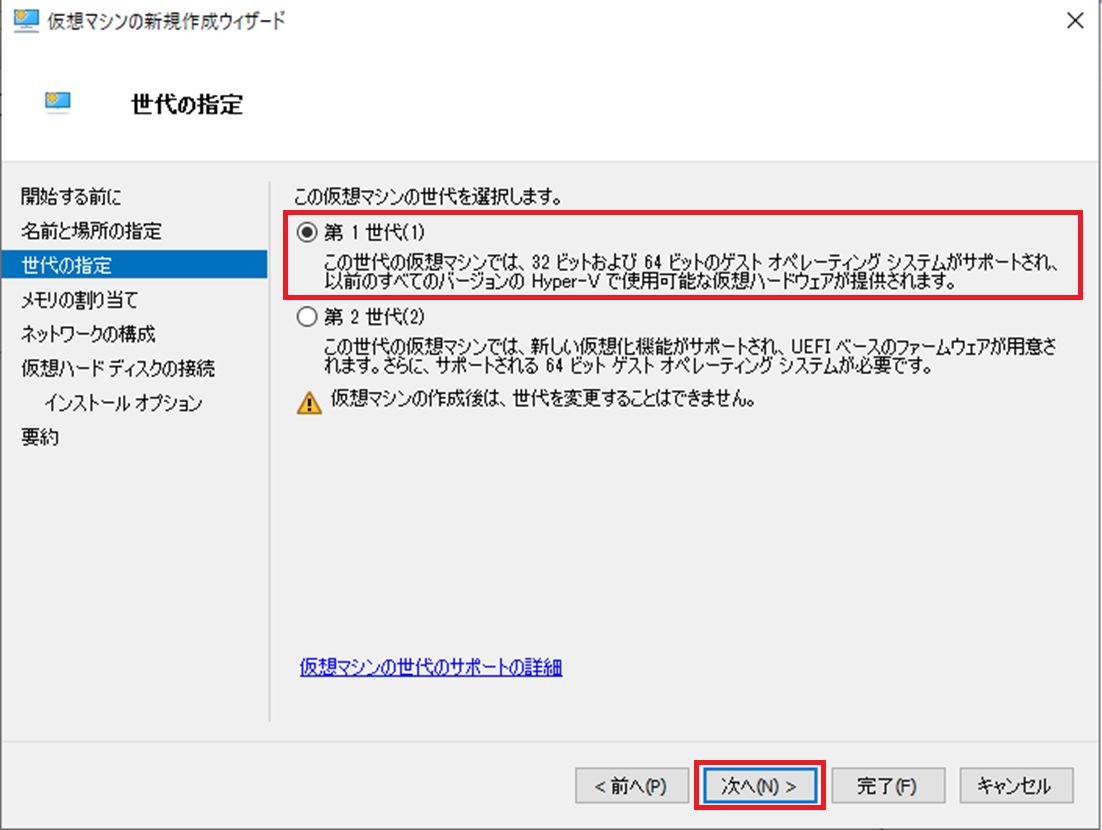 仮想マシンの新規作成ウィザード
世代の指定
開始する前に
名前と場所の指定
世代の指定
メモリの割り当て
ネットワークの構成
仮想ハード ディスクの接続
インストール オプション
要約
この仮想マシンの世代を選択します。
第 1 世代(1)
この世代の仮想マシンでは、32 ビットおよび 64 ビットのゲスト オペレーティング システムがサポートされ、
以前のすべてのバージョンの Hyper-V で使用可能な仮想ハードウェアが提供されます。
第 2 世代(2)
この世代の仮想マシンでは、新しい仮想化機能がサポートされ、UEFI ベースのファームウェアが用意さ
れます。さらに、サポートされる 64 ビット ゲスト オペレーティング システムが必要です。
仮想マシンの作成後は、世代を変更することはできません。
仮想マシンの世代のサポートの詳細
< 前へ(P)
次へ(N) >
完了(F)
キャンセル